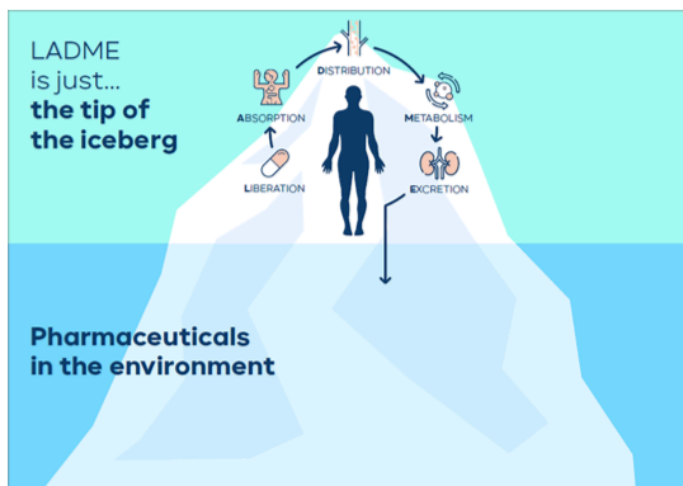 LADME
is just...
the tip of
the iceberg
DISTRIBUTION
ABSORPTION
METABOLISM
LIBERATION
EXCRETION
Pharmaceuticals
in the environment